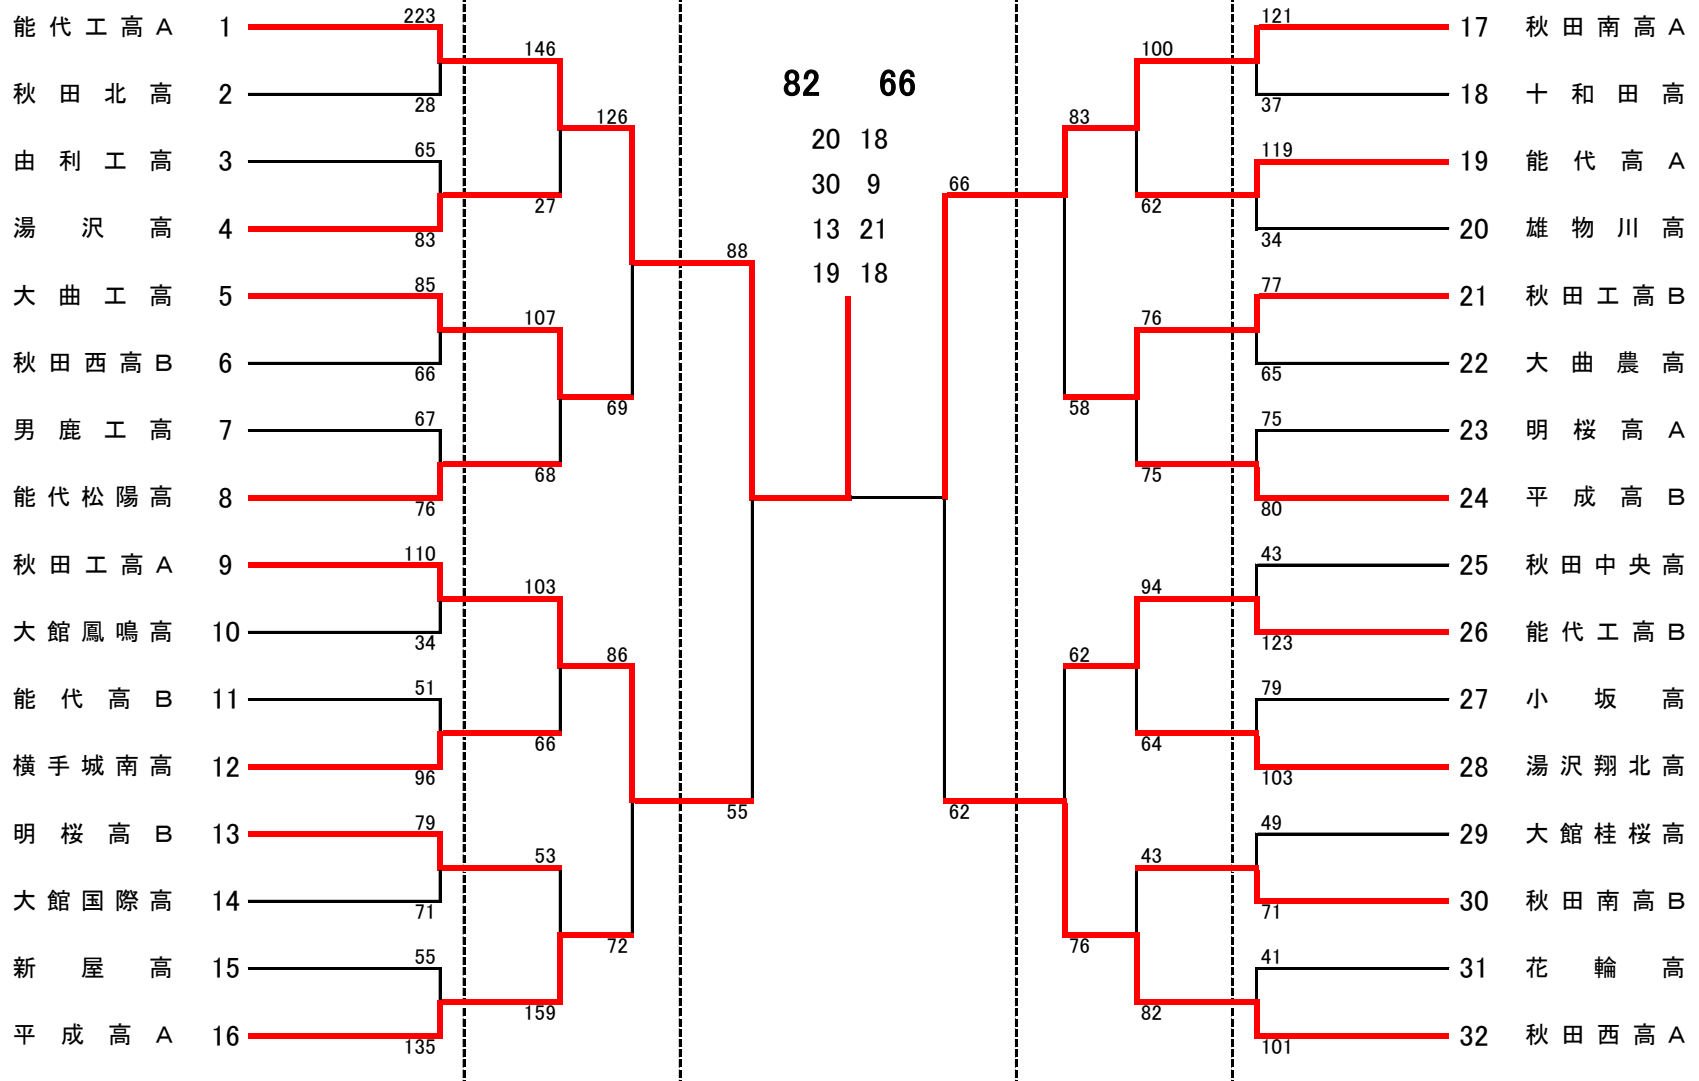 能代工高A 1 223 121 17 秋田南高A
146 100
82 66
秋田北高 2 28 37 18 十和田高
126 83
20 18
由利工高 3 65 119 19 能代高A
30 9
66
27 62
湯沢高 4 83 13 21 34 20 雄物川高
88
19 18
大曲工高 5 85 77 21 秋田工高B
107 76
秋田西高B 6 66 65 22 大曲農高
69 58
男鹿工高 7 67 75 23 明桜高A
68 75
能代松陽高 8 76 80 24 平成高B
秋田工高A 9 110 43 25 秋田中央高
103 94
大館鳳鳴高 10 34 123 26 能代工高B
86 62
能代高B 11 51 79 27 小坂高
66 64
横手城南高 12 96 103 28 湯沢翔北高
55 62
明桜高B 13 79 49 29 大館桂桜高
53 43
大館国際高 14 71 71 30 秋田南高B
72 76
新屋高 15 55 41 31 花輪高
159 82
平成高A 16 135 101 32 秋田西高A